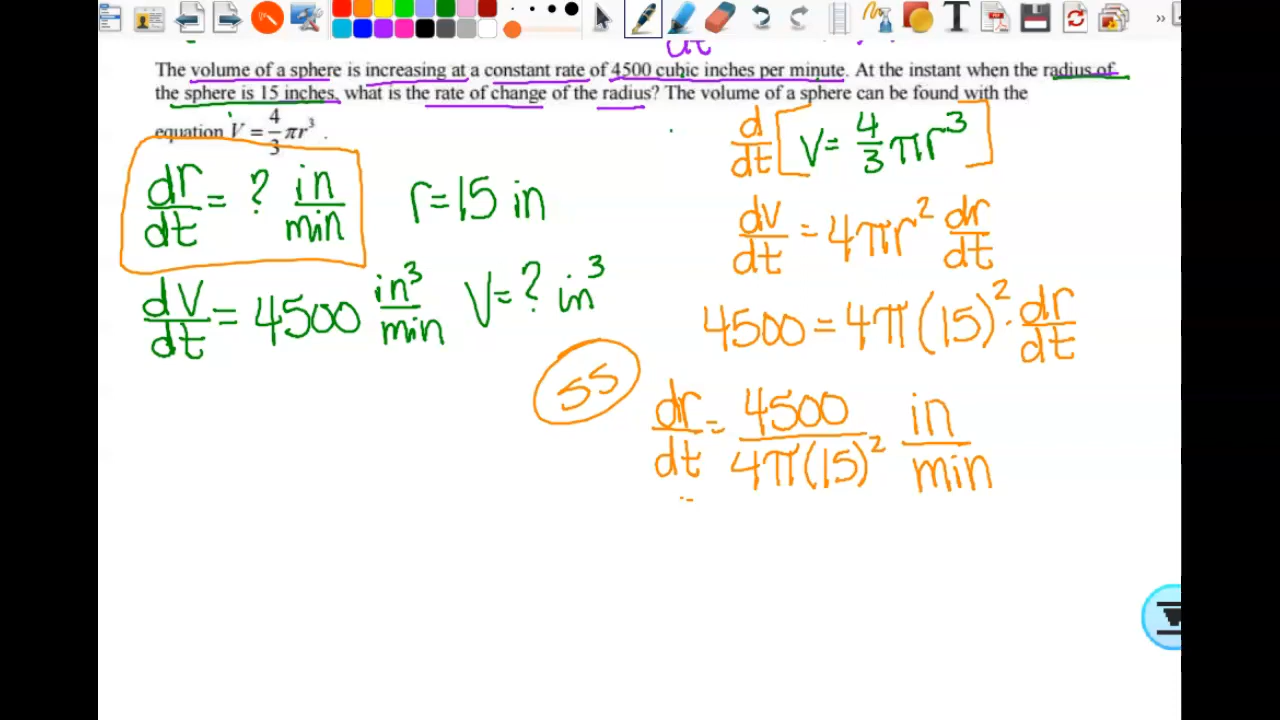 dt
The volume of a sphere is increasing at a constant rate of 4500 cubic inches per minute. At the instant when the radius of
the sphere is 15 inches, what is the rate of change of the radius? The volume of a sphere can be found with the
equation V = 4/3 πr³ .
dr/dt = ? in/min
r = 15 in
dV/dt = 4500 in³/min
V = ? in³
d/dt [ V = 4/3 πr³ ]
dV/dt = 4πr² dr/dt
4500 = 4π(15)² · dr/dt
55
dr/dt = 4500/4π(15)² in/min